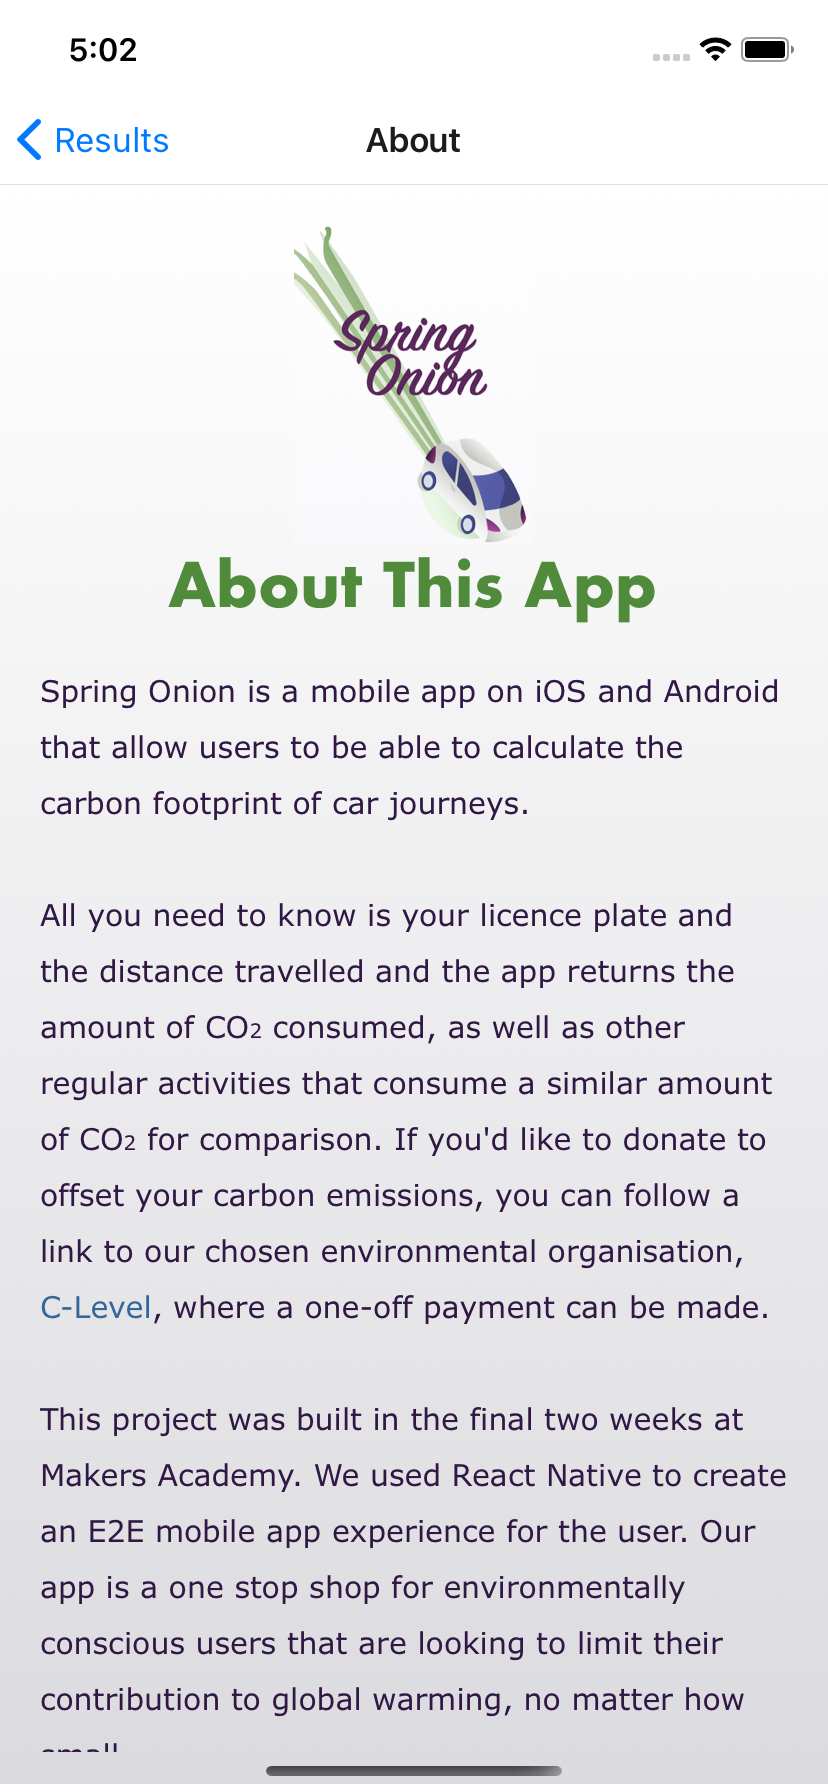 5:02
Results
About
Spring
Onion
About This App
Spring Onion is a mobile app on iOS and Android
that allow users to be able to calculate the
carbon footprint of car journeys.
All you need to know is your licence plate and
the distance travelled and the app returns the
amount of CO₂ consumed, as well as other
regular activities that consume a similar amount
of CO₂ for comparison. If you'd like to donate to
offset your carbon emissions, you can follow a
link to our chosen environmental organisation,
C-Level, where a one-off payment can be made.
This project was built in the final two weeks at
Makers Academy. We used React Native to create
an E2E mobile app experience for the user. Our
app is a one stop shop for environmentally
conscious users that are looking to limit their
contribution to global warming, no matter how